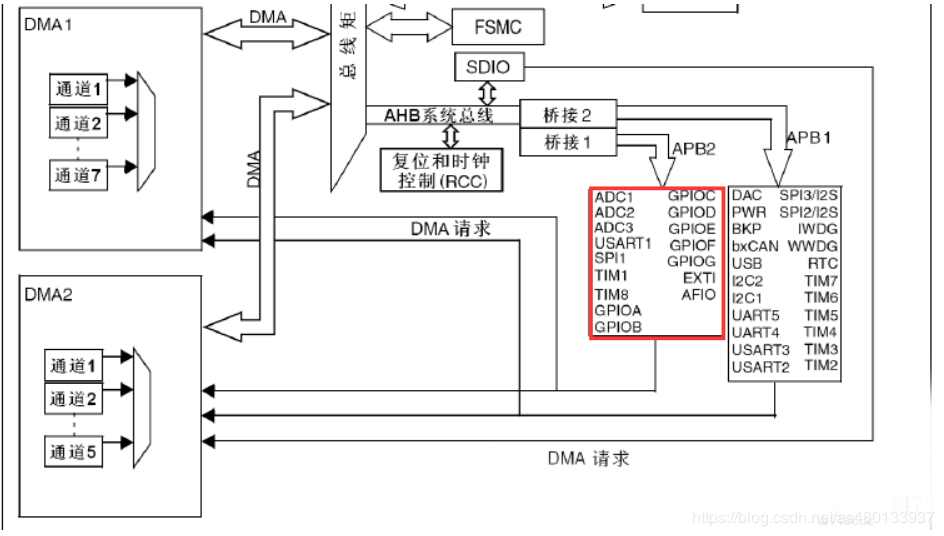 DMA1
通道1
通道2
通道7
DMA
总线矩
FSMC
SDIO
AHB系统总线
桥接2
桥接1
复位和时钟
控制(RCC)
APB2
APB1
DMA
DMA 请求
ADC1 GPIOC
ADC2 GPIOD
ADC3 GPIOE
USART1 GPIOF
SPI1 GPIOG
TIM1 EXTI
TIM8 AFIO
GPIOA
GPIOB
DAC SPI3/I2S
PWR SPI2/I2S
BKP IWDG
bxCAN WWDG
USB RTC
I2C2 TIM7
I2C1 TIM6
UART5 TIM5
UART4 TIM4
USART3 TIM3
USART2 TIM2
DMA2
通道1
通道2
通道5
DMA 请求
https://blog.csdn.net/as480133937